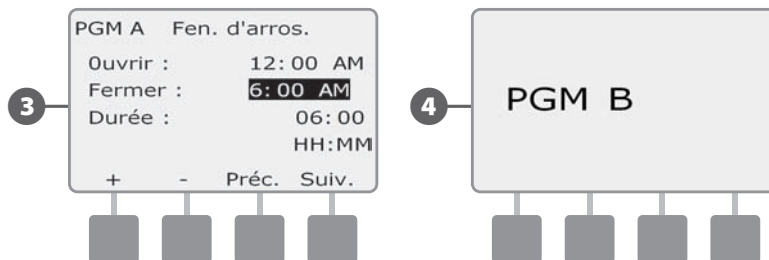 PGM A Fen. d'arros.
Ouvrir : 12:00 AM
Fermer : 6:00 AM
Durée : 06:00
HH:MM
+ - Préc. Suiv.
3
4
PGM B